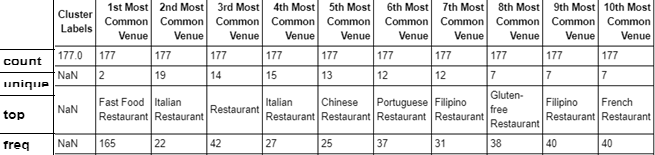 Cluster Labels 1st Most Common Venue 2nd Most Common Venue 3rd Most Common Venue 4th Most Common Venue 5th Most Common Venue 6th Most Common Venue 7th Most Common Venue 8th Most Common Venue 9th Most Common Venue 10th Most Common Venue
count 177.0 177 177 177 177 177 177 177 177 177 177
unique NaN 2 19 14 15 13 12 12 7 7 7
top NaN Fast Food Restaurant Italian Restaurant Restaurant Italian Restaurant Chinese Restaurant Portuguese Restaurant Filipino Restaurant Gluten-free Restaurant Filipino Restaurant French Restaurant
freq NaN 165 22 42 27 25 37 31 38 40 40